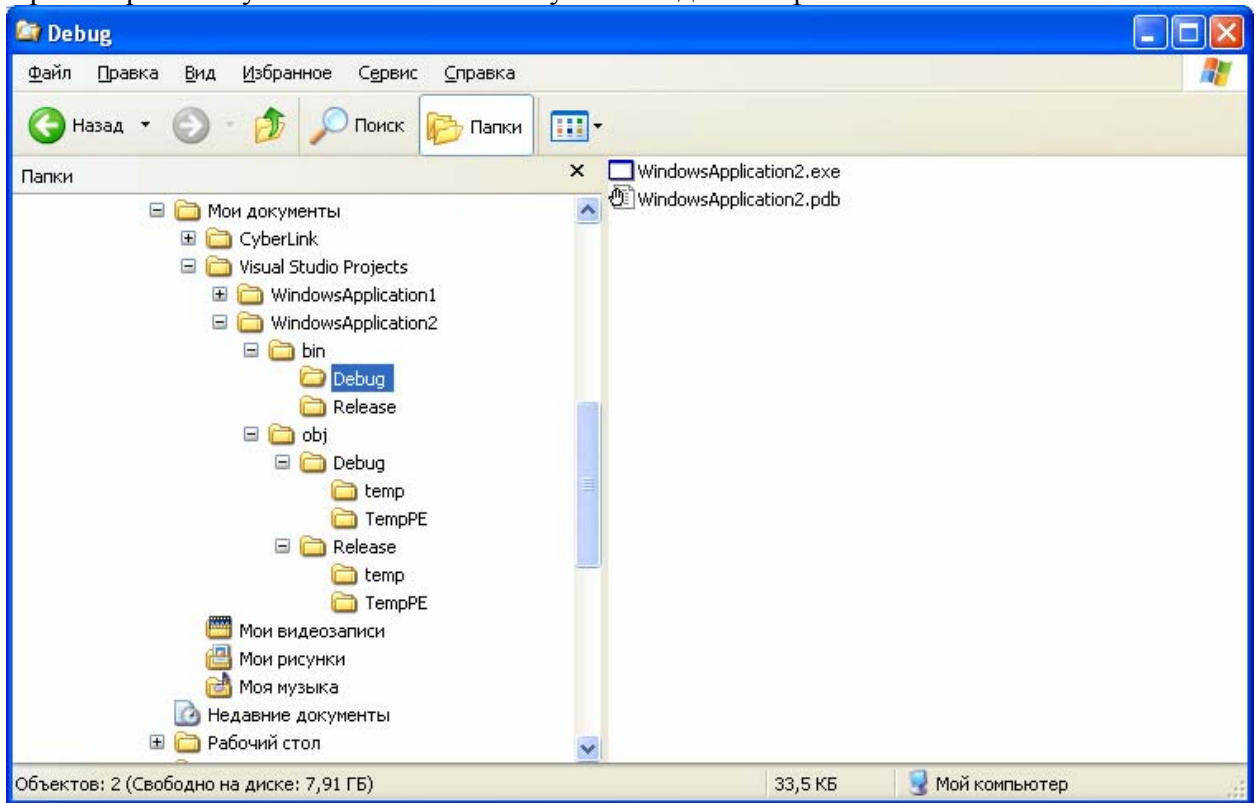 Debug
Файл Правка Вид Избранное Сервис Справка
Назад Поиск Папки
Папки
Мои документы
CyberLink
Visual Studio Projects
WindowsApplication1
WindowsApplication2
bin
Debug
Release
obj
Debug
temp
TempPE
Release
temp
TempPE
Мои видеозаписи
Мои рисунки
Моя музыка
Недавние документы
Рабочий стол
WindowsApplication2.exe
WindowsApplication2.pdb
Объектов: 2 (Свободно на диске: 7,91 ГБ) 33,5 КБ Мой компьютер